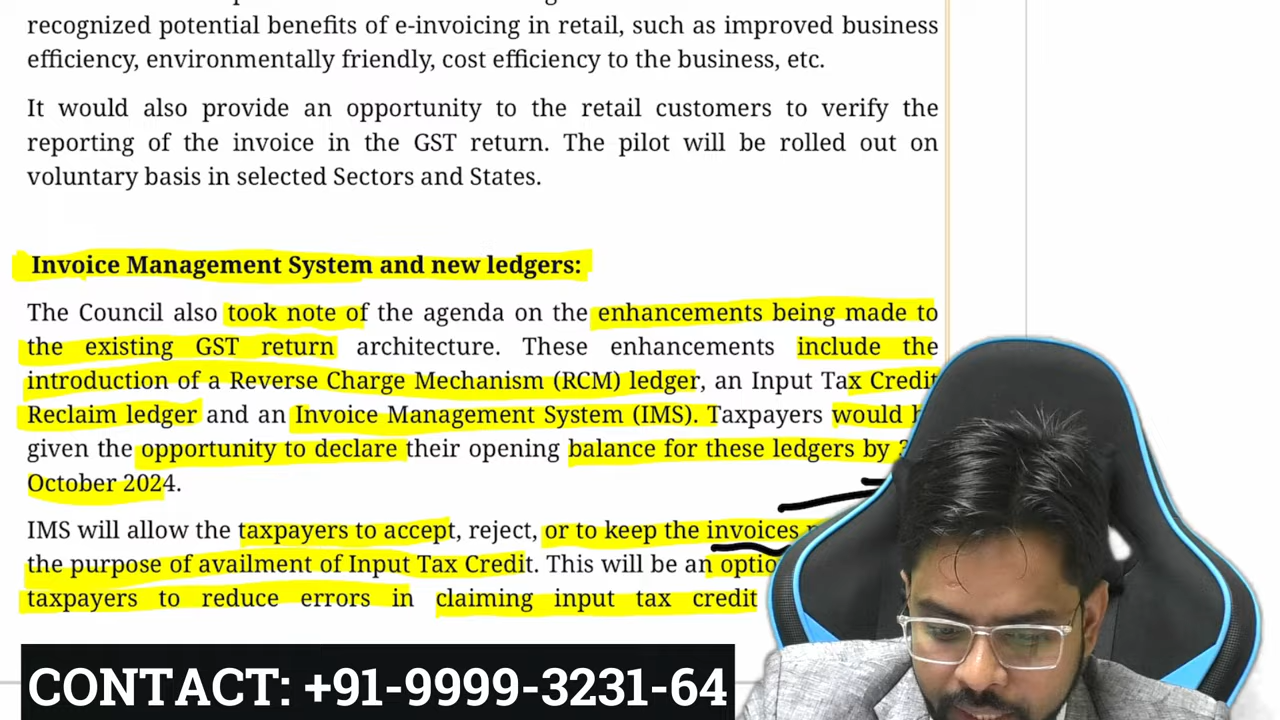 recognized potential benefits of e-invoicing in retail, such as improved business
efficiency, environmentally friendly, cost efficiency to the business, etc.
It would also provide an opportunity to the retail customers to verify the
reporting of the invoice in the GST return. The pilot will be rolled out on
voluntary basis in selected Sectors and States.
Invoice Management System and new ledgers:
The Council also took note of the agenda on the enhancements being made to
the existing GST return architecture. These enhancements include the
introduction of a Reverse Charge Mechanism (RCM) ledger, an Input Tax Credit
Reclaim ledger and an Invoice Management System (IMS). Taxpayers would
given the opportunity to declare their opening balance for these ledgers by
October 2024.
IMS will allow the taxpayers to accept, reject, or to keep the invoices
the purpose of availment of Input Tax Credit. This will be an
taxpayers to reduce errors in claiming input tax credit
CONTACT: +91-9999-3231-64